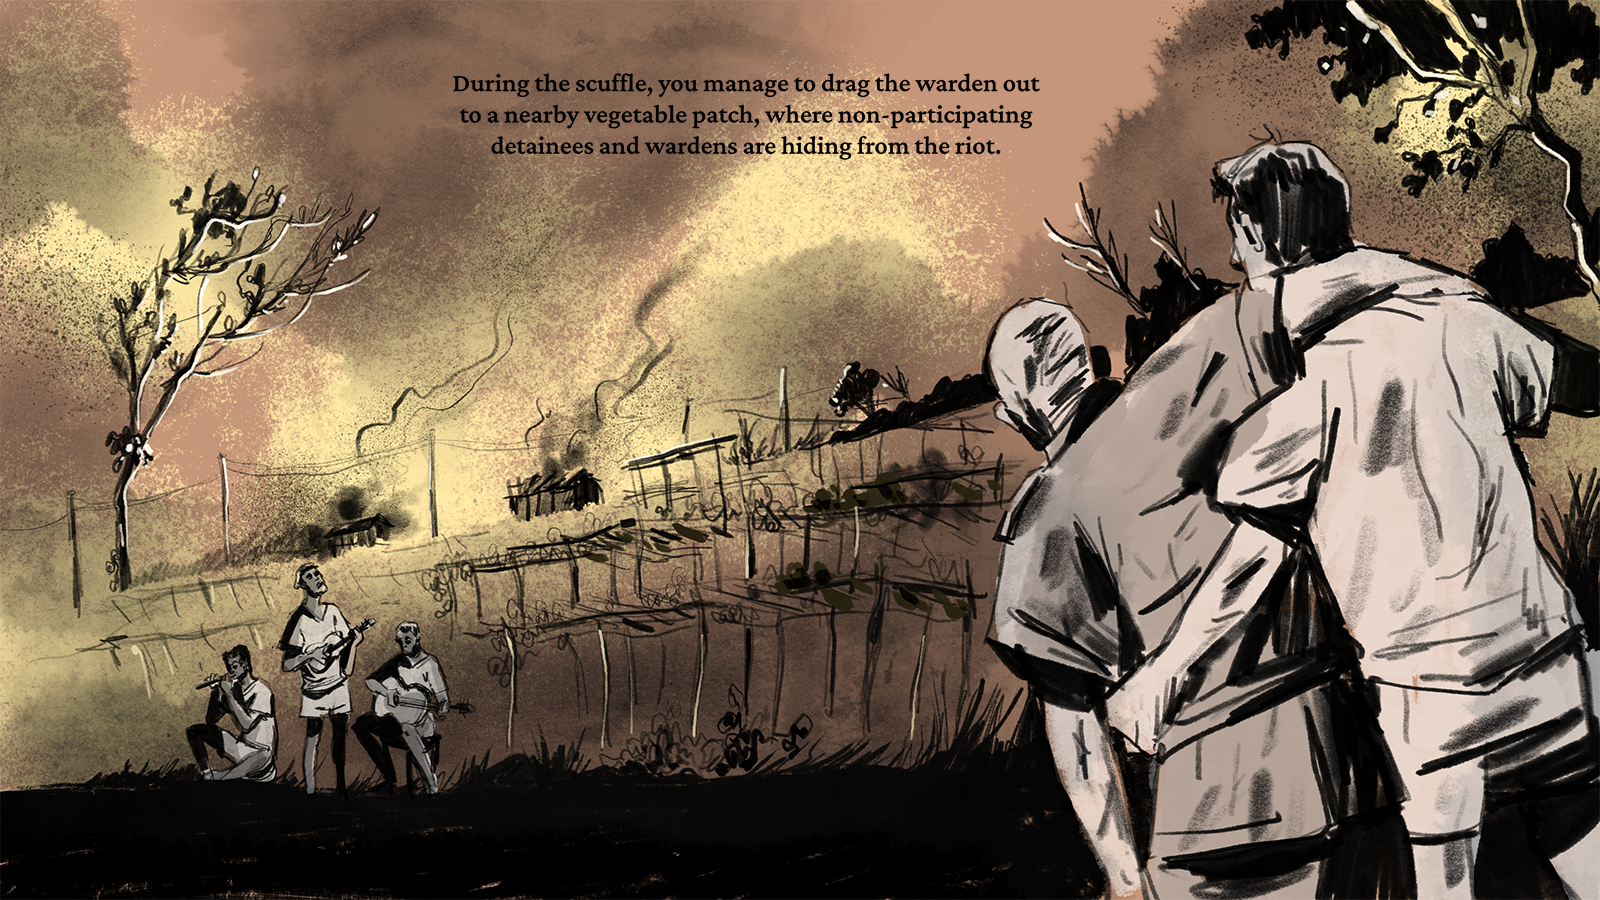 During the scuffle, you manage to drag the warden out
to a nearby vegetable patch, where non-participating
detainees and wardens are hiding from the riot.